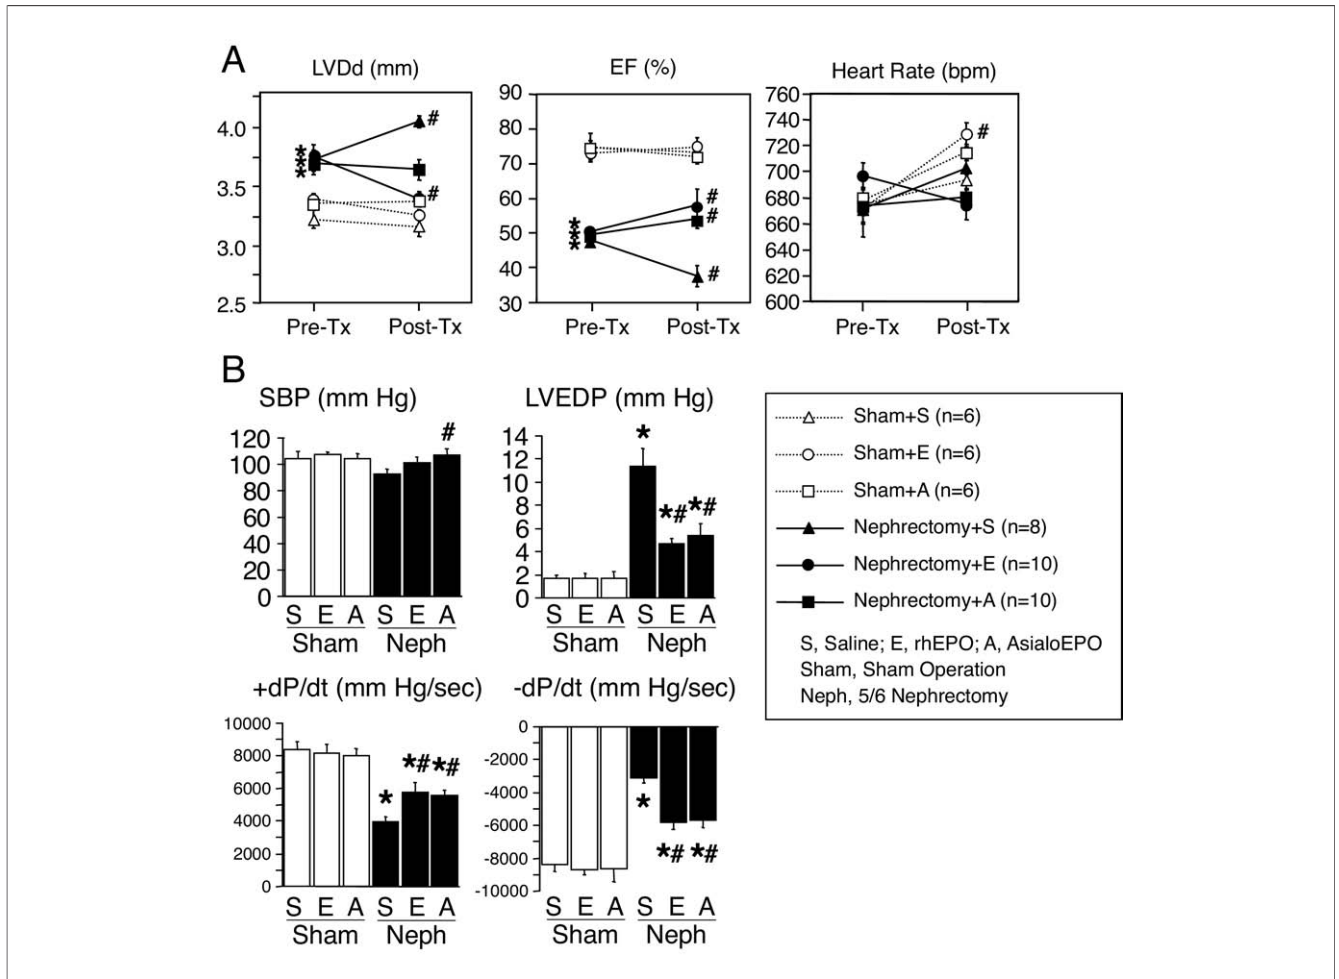 A
LVDd (mm)
EF (%)
Heart Rate (bpm)
4.0
3.5
3.0
2.5
***
#
#
Pre-Tx Post-Tx
90
80
70
60
50
40
30
***
#
#
#
Pre-Tx Post-Tx
760
740
720
700
680
660
640
620
600
#
Pre-Tx Post-Tx
B
SBP (mm Hg)
120
100
80
60
40
20
0
#
S E A S E A
Sham Neph
LVEDP (mm Hg)
14
12
10
8
6
4
2
0
* *# *#
S E A S E A
Sham Neph
Sham+S (n=6)
Sham+E (n=6)
Sham+A (n=6)
Nephrectomy+S (n=8)
Nephrectomy+E (n=10)
Nephrectomy+A (n=10)
S, Saline; E, rhEPO; A, AsialoEPO
Sham, Sham Operation
Neph, 5/6 Nephrectomy
+dP/dt (mm Hg/sec)
10000
8000
6000
4000
2000
0
* *# *#
S E A S E A
Sham Neph
-dP/dt (mm Hg/sec)
0
-2000
-4000
-6000
-8000
-10000
* *# *#
S E A S E A
Sham Neph